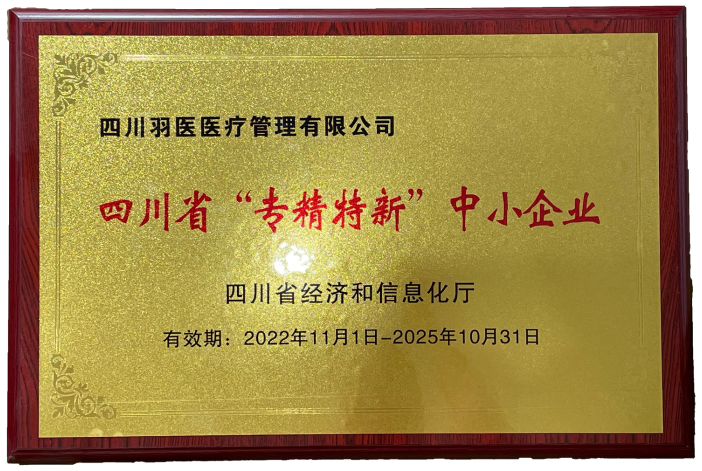 四川羽医医疗管理有限公司
四川省“专精特新”中小企业
四川省经济和信息化厅
有效期：2022年11月1日-2025年10月31日